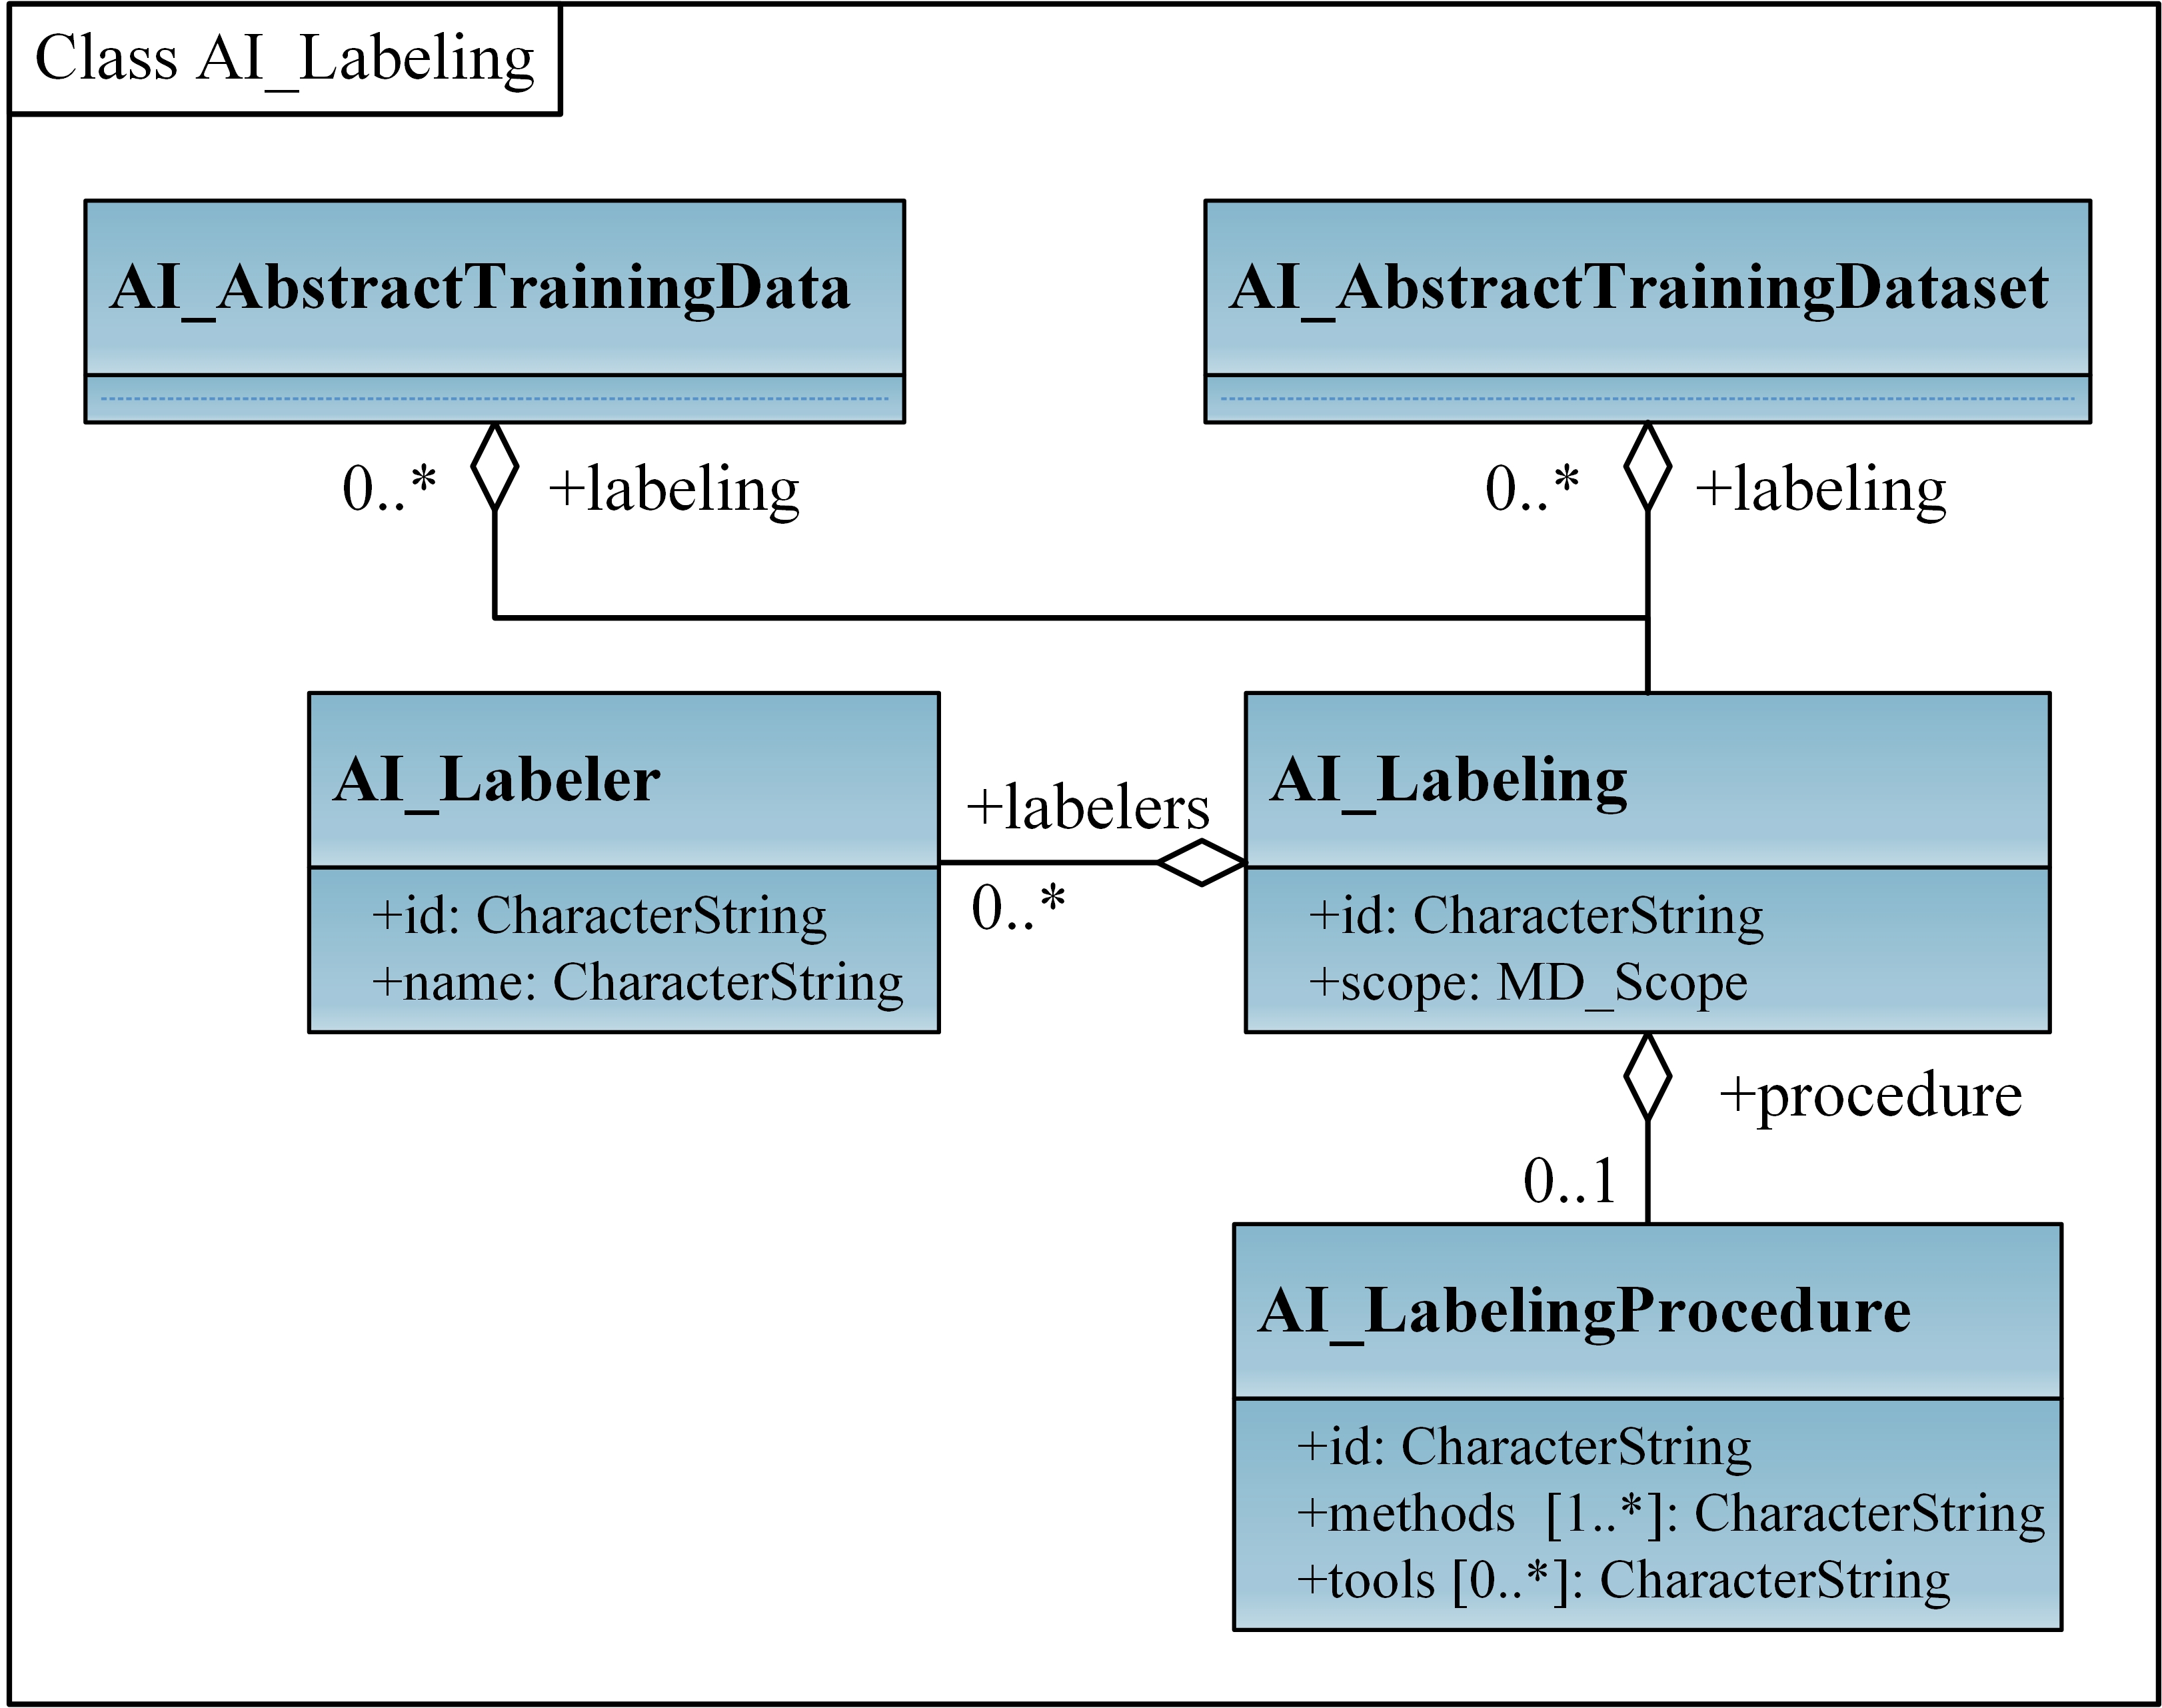 Class AI_Labeling
AI_AbstractTrainingData
AI_AbstractTrainingDataset
0..* +labeling
0..* +labeling
AI_Labeler
+id: CharacterString
+name: CharacterString
+labelers
0..*
AI_Labeling
+id: CharacterString
+scope: MD_Scope
+procedure
0..1
AI_LabelingProcedure
+id: CharacterString
+methods [1..*]: CharacterString
+tools [0..*]: CharacterString